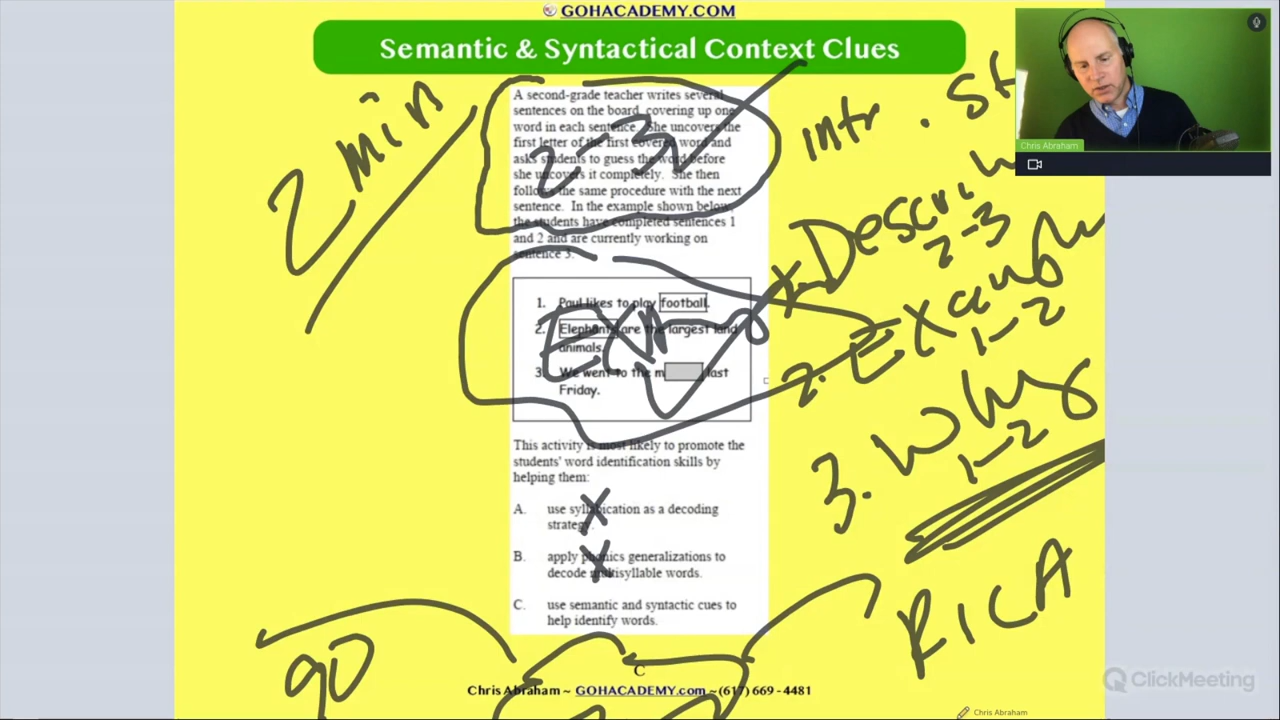 GOHACADEMY.COM
Semantic & Syntactical Context Clues
A second-grade teacher writes several
sentences on the board, covering up one
word in each sentence. She uncovers the
first letter of the first covered word and
asks students to guess the word before
she uncovers it completely. She then
follows the same procedure with the next
sentence. In the example shown below,
the students have completed sentences 1
and 2 and are currently working on
sentence 3.
1. Paul likes to play football.
2. Elephants are the largest land
animals.
3. We went to the m last
Friday.
This activity is most likely to promote the
students' word identification skills by
helping them:
A. use syllabication as a decoding
strategy.
B. apply phonics generalizations to
decode multisyllable words.
C. use semantic and syntactic cues to
help identify words.
C
Chris Abraham ~ GOHACADEMY.com ~(617) 669 - 4481
2 min
2-3
intr. St
Descri
2-3
2.
1-2
3. Why
1-2
RICA
90
Chris Abraham
ClickMeeting
Chris Abraham